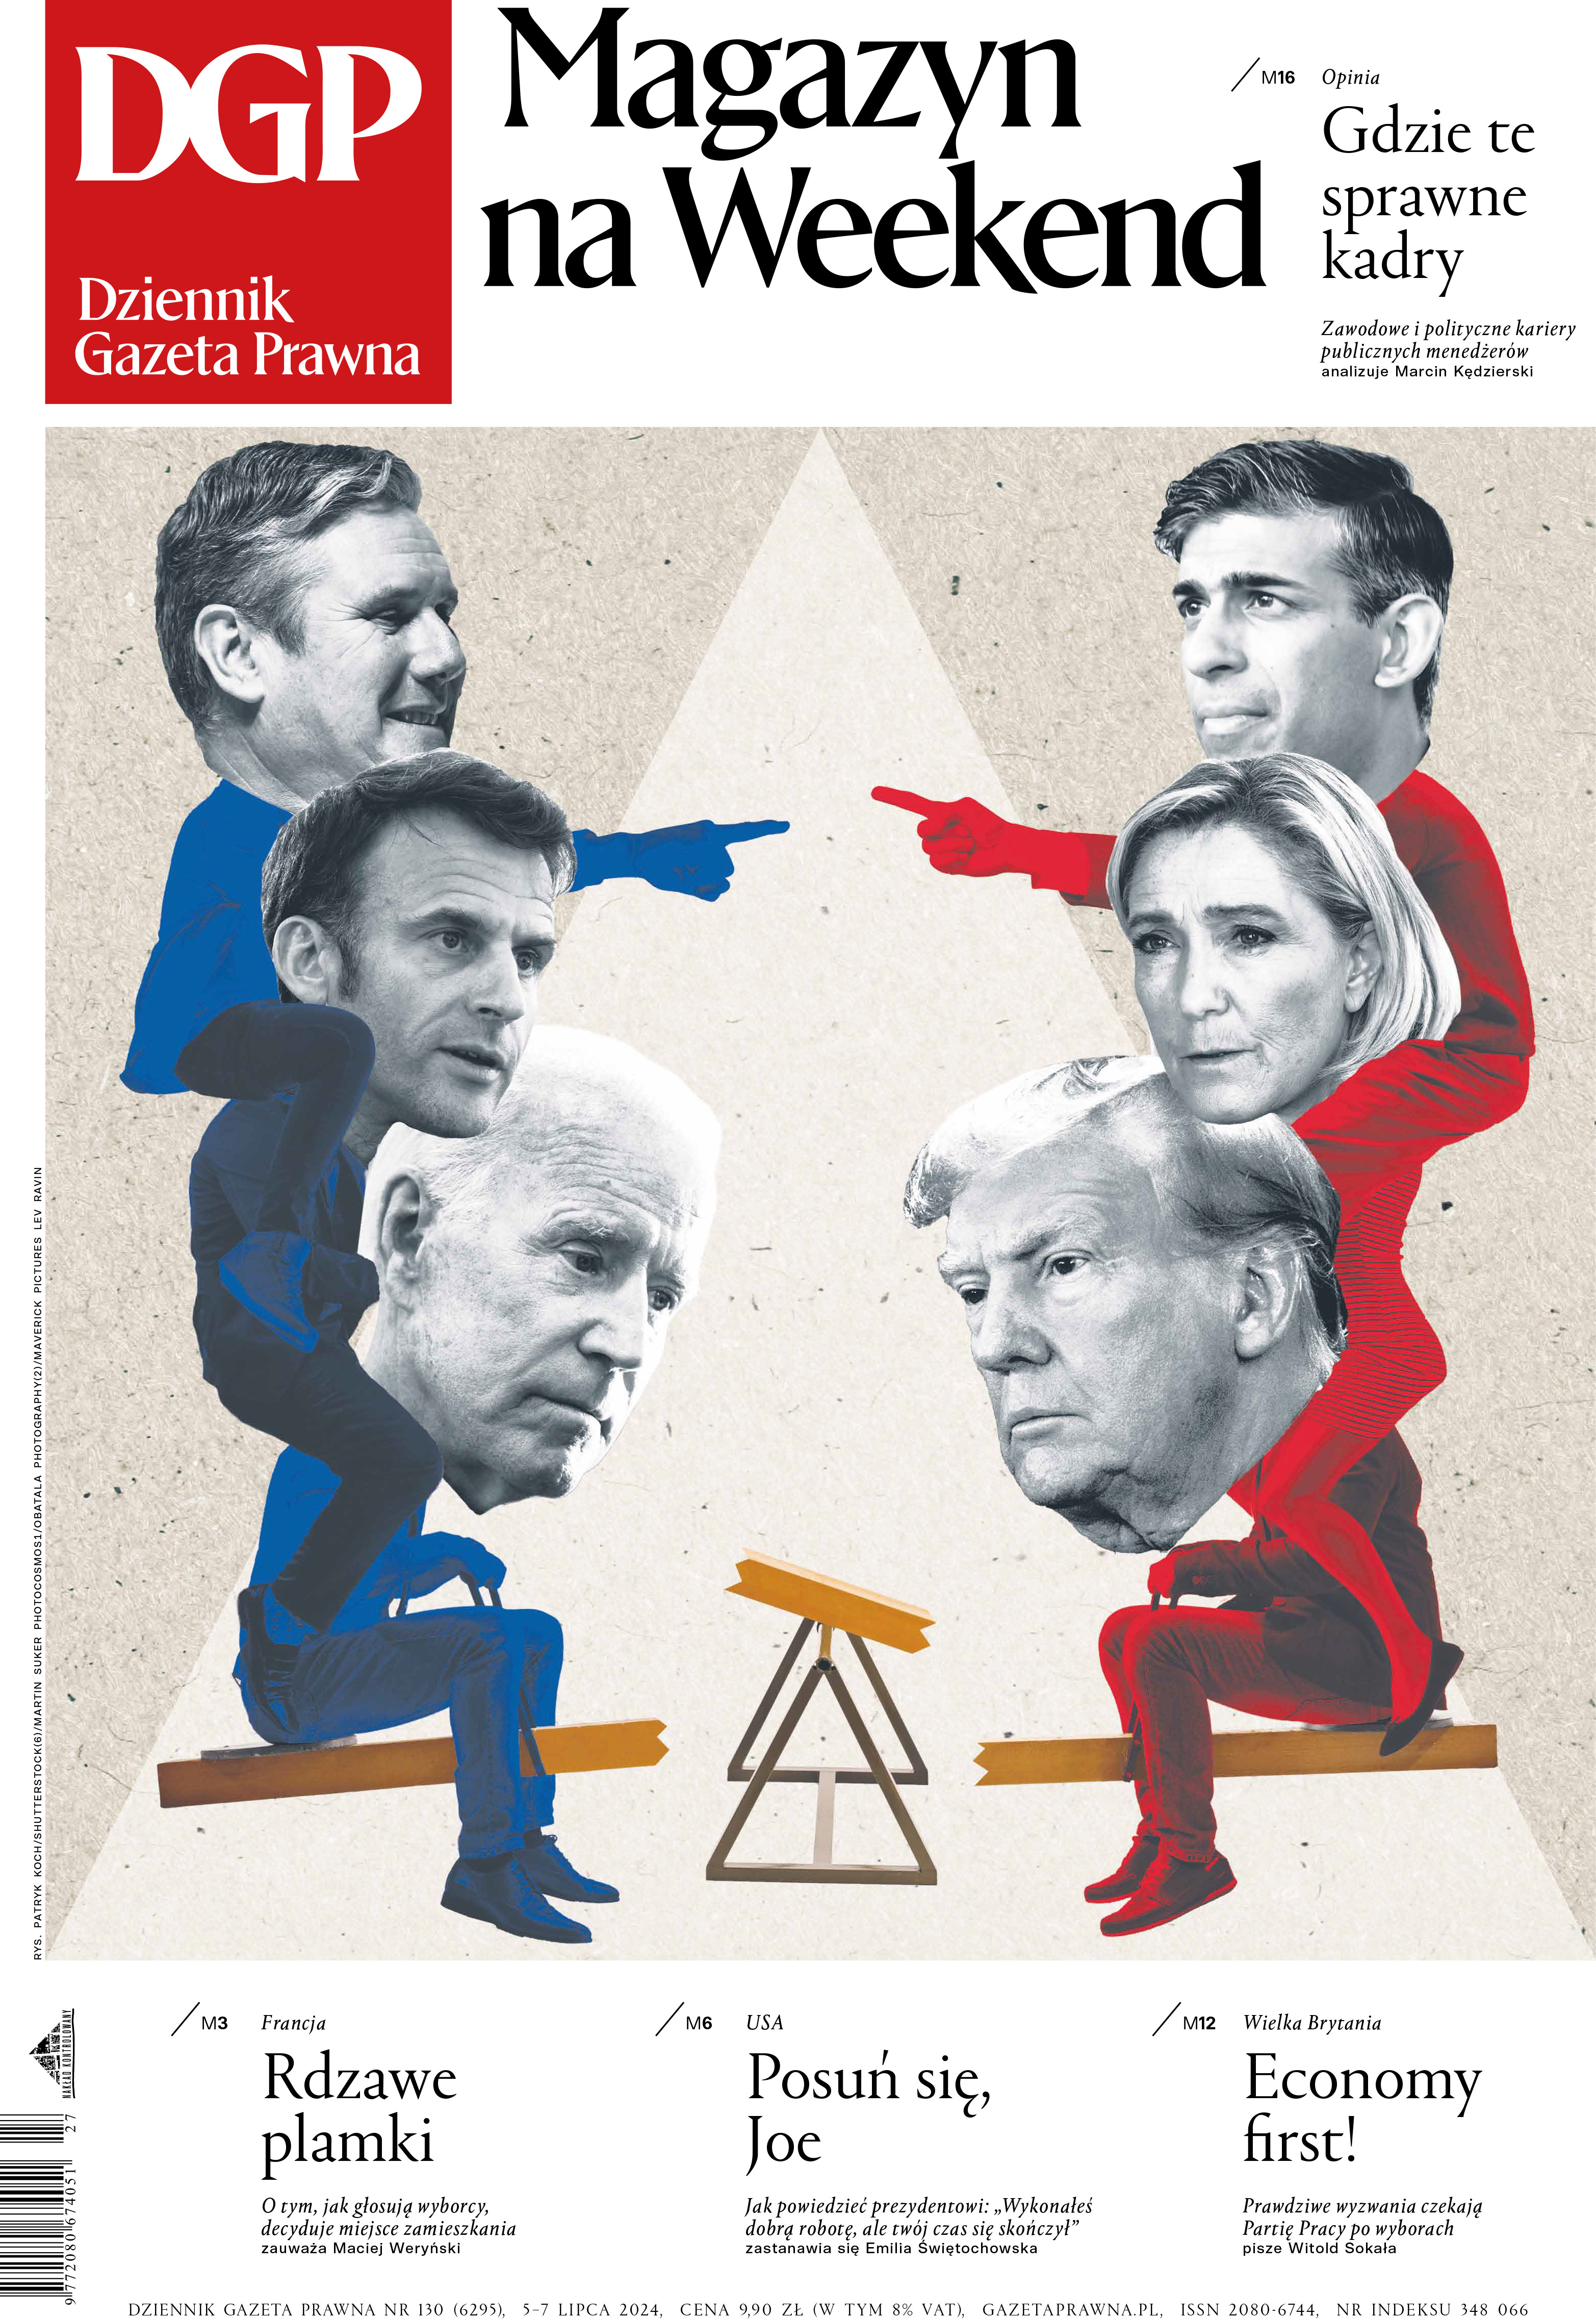 DGP
Dziennik
Gazeta Prawna
Magazyn
na Weekend
M16 Opinia
Gdzie te
sprawne
kadry
Zawodowe i polityczne kariery
publicznych menedżerów
analizuje Marcin Kędzierski
RYS. PATRYK KOCH/SHUTTERSTOCK(6)/MARTIN SUKER PHOTOCOSMOS1/OBATALA PHOTOGRAPHY(2)/MAVERICK PICTURES LEV RAVIN
M3 Francja
Rdzawe
plamki
O tym, jak głosują wyborcy,
decyduje miejsce zamieszkania
zauważa Maciej Weryński
M6 USA
Posuń się,
Joe
Jak powiedzieć prezydentowi: „Wykonałeś
dobrą robotę, ale twój czas się skończył”
zastanawia się Emilia Świętochowska
M12 Wielka Brytania
Economy
first!
Prawdziwe wyzwania czekają
Partię Pracy po wyborach
pisze Witold Sokała
NAKŁAD KONTROLOWANY
9 772080 674051
27
DZIENNIK GAZETA PRAWNA NR 130 (6295), 5–7 LIPCA 2024, CENA 9,90 ZŁ (W TYM 8% VAT), GAZETAPRAWNA.PL, ISSN 2080-6744, NR INDEKSU 348 066